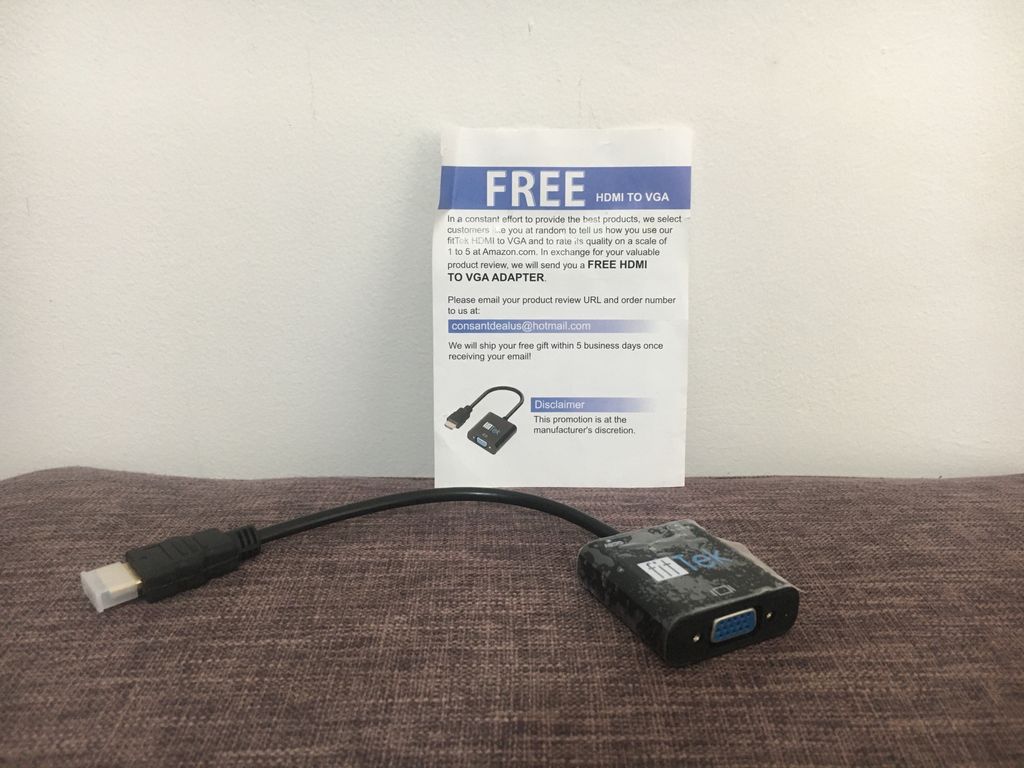 FREE HDMI TO VGA
In a constant effort to provide the best products, we select
customers you at random to tell us how you use our
fitTek HDMI to VGA and to rate its quality on a scale of
1 to 5 at Amazon.com. In exchange for your valuable
product review, we will send you a FREE HDMI
TO VGA ADAPTER.
Please email your product review URL and order number
to us at:
consantdealus@hotmail.com
We will ship your free gift within 5 business days once
receiving your email!
Disclaimer
This promotion is at the
manufacturer's discretion.
fitTek
fitTek